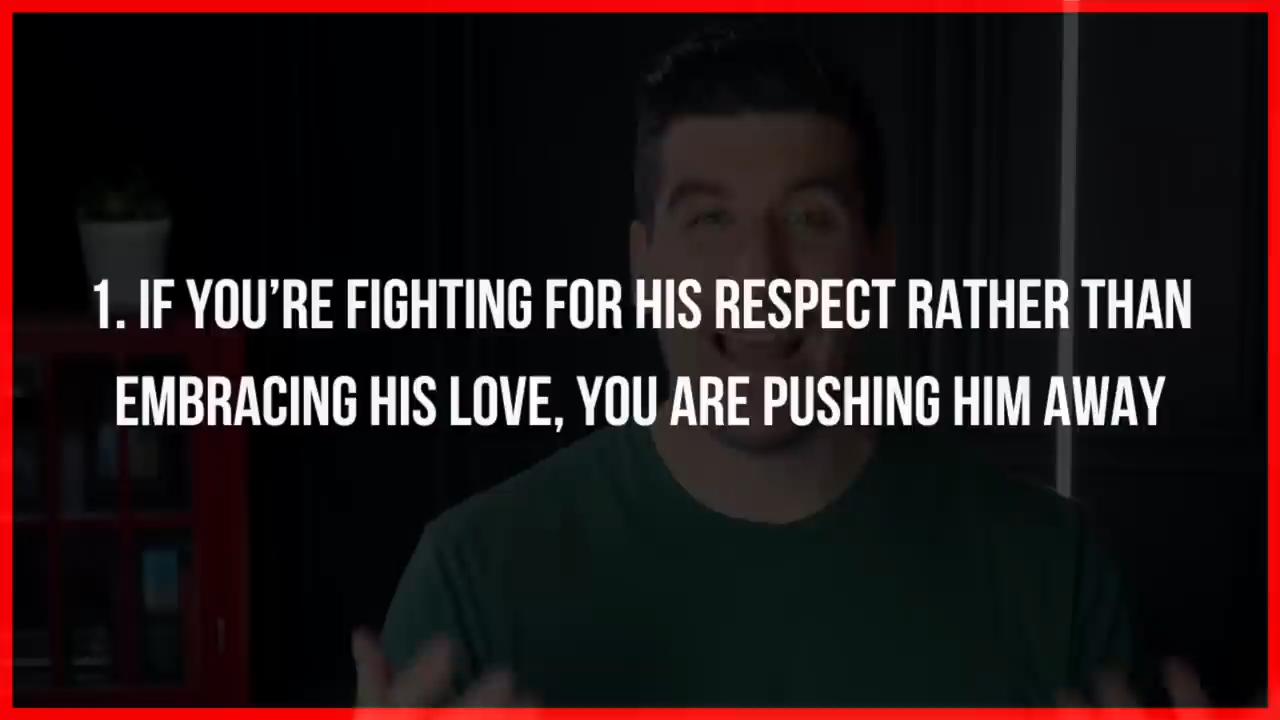 1. IF YOU’RE FIGHTING FOR HIS RESPECT RATHER THAN
EMBRACING HIS LOVE, YOU ARE PUSHING HIM AWAY